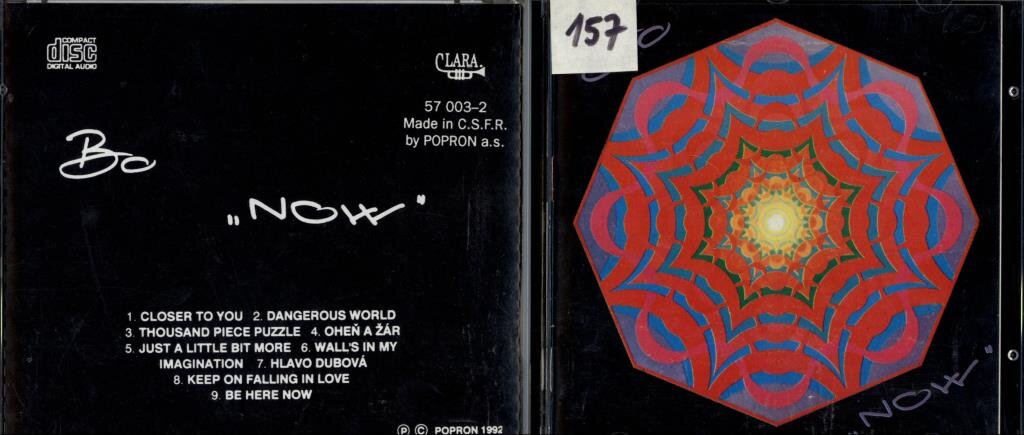 COMPACT
disc
DIGITAL AUDIO
CLARA
57 003-2
Made in C.S.F.R.
by POPRON a.s.
Bo
„NOW"
1. CLOSER TO YOU 2. DANGEROUS WORLD
3. THOUSAND PIECE PUZZLE 4. OHEŇ A ŽÁR
5. JUST A LITTLE BIT MORE 6. WALL'S IN MY
IMAGINATION 7. HLAVO DUBOVÁ
8. KEEP ON FALLING IN LOVE
9. BE HERE NOW
Ⓟ © POPRON 1992
157
Bo
„NOW"